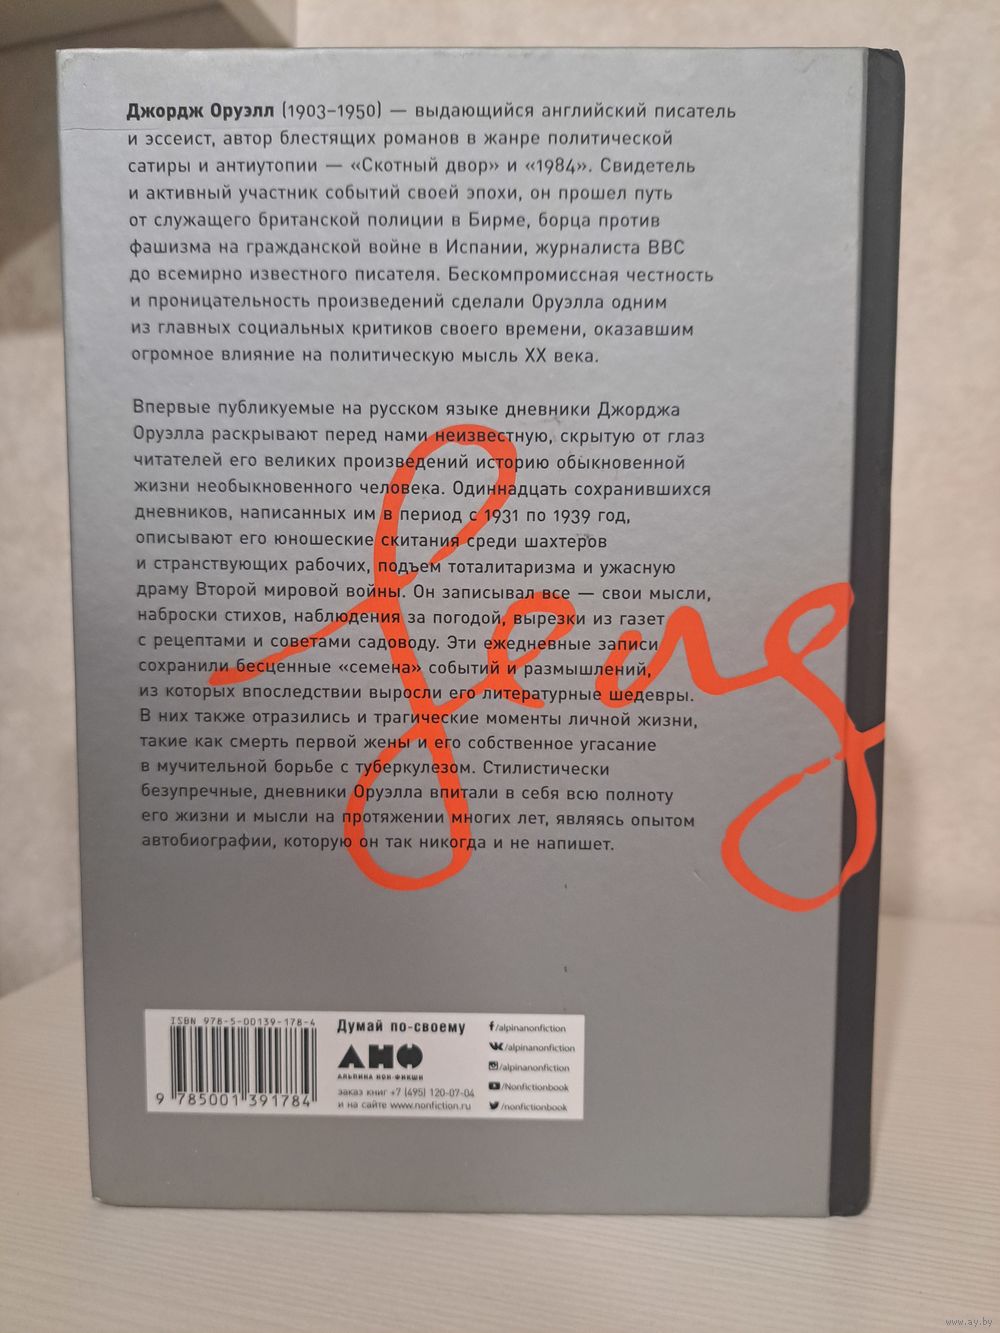 Джордж Оруэлл (1903–1950) — выдающийся английский писатель
и эссеист, автор блестящих романов в жанре политической
сатиры и антиутопии — «Скотный двор» и «1984». Свидетель
и активный участник событий своей эпохи, он прошел путь
от служащего британской полиции в Бирме, борца против
фашизма на гражданской войне в Испании, журналиста BBC
до всемирно известного писателя. Бескомпромиссная честность
и проницательность произведений сделали Оруэлла одним
из главных социальных критиков своего времени, оказавшим
огромное влияние на политическую мысль XX века.
Впервые публикуемые на русском языке дневники Джорджа
Оруэлла раскрывают перед нами неизвестную, скрытую от глаз
читателей его великих произведений историю обыкновенной
жизни необыкновенного человека. Одиннадцать сохранившихся
дневников, написанных им в период с 1931 по 1939 год,
описывают его юношеские скитания среди шахтеров
и странствующих рабочих, подъем тоталитаризма и ужасную
драму Второй мировой войны. Он записывал все — свои мысли,
наброски стихов, наблюдения за погодой, вырезки из газет
с рецептами и советами садоводу. Эти ежедневные записи
сохранили бесценные «семена» событий и размышлений,
из которых впоследствии выросли его литературные шедевры.
В них также отразились и трагические моменты личной жизни,
такие как смерть первой жены и его собственное угасание
в мучительной борьбе с туберкулезом. Стилистически
безупречные, дневники Оруэлла впитали в себя всю полноту
его жизни и мысли на протяжении многих лет, являясь опытом
автобиографии, которую он так никогда и не напишет.
ISBN 978-5-00139-178-4
9 785001 391784
Думай по-своему
АНФ
АЛЬПИНА НОН-ФИКШН
заказ книг +7 (495) 120-07-04
и на сайте www.nonfiction.ru
/alpinanonfiction
/alpinanonfiction
/alpinanonfiction
/Nonfictionbook
/nonfictionbook
www.ay.by